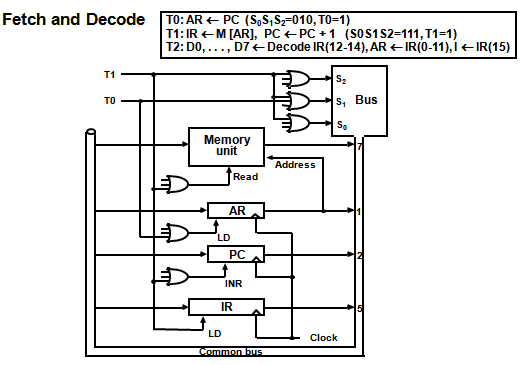 Fetch and Decode
T0: AR ← PC (S₀S₁S₂=010, T0=1)
T1: IR ← M [AR], PC ← PC + 1 (S0S1S2=111, T1=1)
T2: D0, . . . , D7 ← Decode IR(12-14), AR ← IR(0-11), I ← IR(15)
T1
S₂
T0
S₁ Bus
S₀
Memory
unit
7
Address
Read
AR
1
LD
PC
2
INR
IR
5
LD
Clock
Common bus